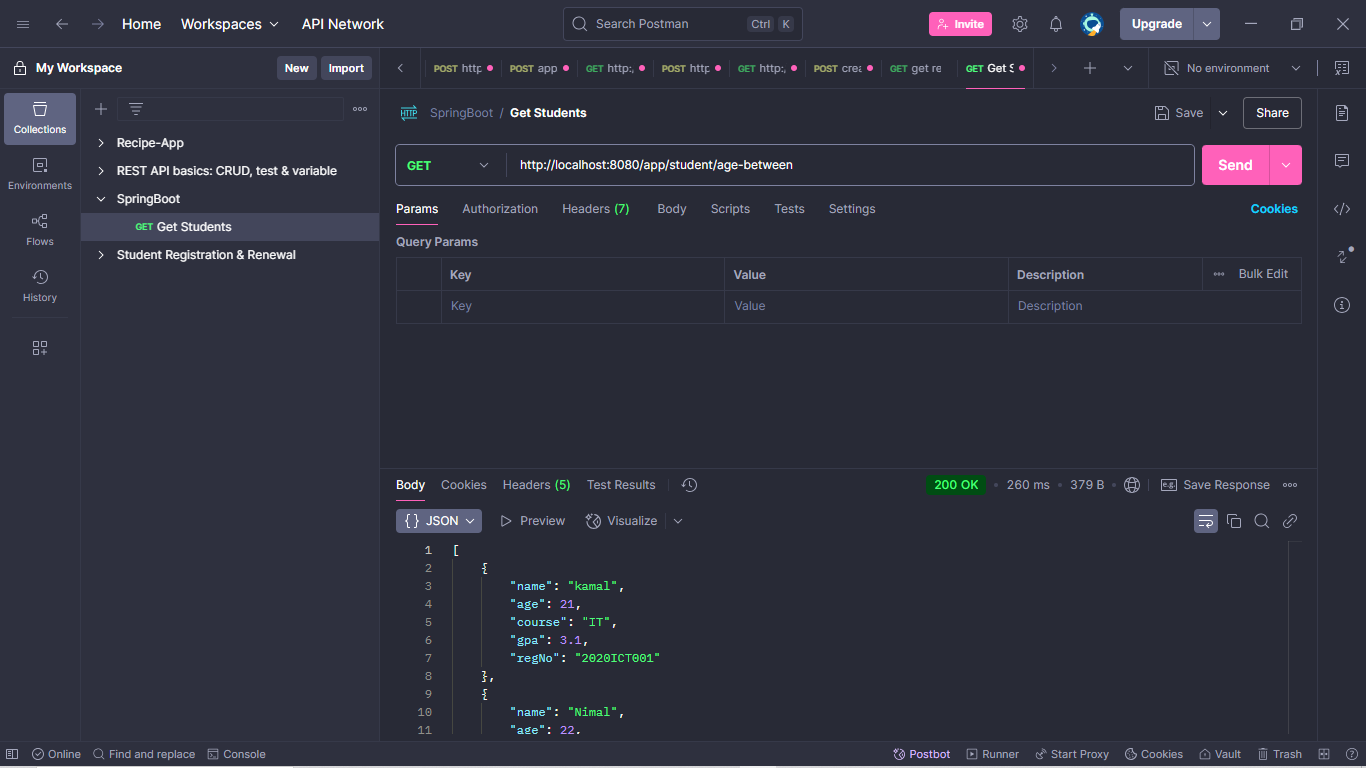 Home Workspaces API Network Search Postman Ctrl K Invite Upgrade
My Workspace New Import POST http POST app GET http:, POST http GET http:, POST crea GET get re GET Get S No environment
Collections
Environments
Flows
History
Recipe-App
REST API basics: CRUD, test & variable
SpringBoot
GET Get Students
Student Registration & Renewal
HTTP SpringBoot / Get Students Save Share
GET http://localhost:8080/app/student/age-between Send
Params Authorization Headers (7) Body Scripts Tests Settings Cookies
Query Params
Key Value Description Bulk Edit
Key Value Description
Body Cookies Headers (5) Test Results 200 OK 260 ms 379 B e.g. Save Response
{} JSON Preview Visualize
1 [
2 {
3 "name": "kamal",
4 "age": 21,
5 "course": "IT",
6 "gpa": 3.1,
7 "regNo": "2020ICT001"
8 },
9 {
10 "name": "Nimal",
11 "age": 22,
Online Find and replace Console Postbot Runner Start Proxy Cookies Vault Trash